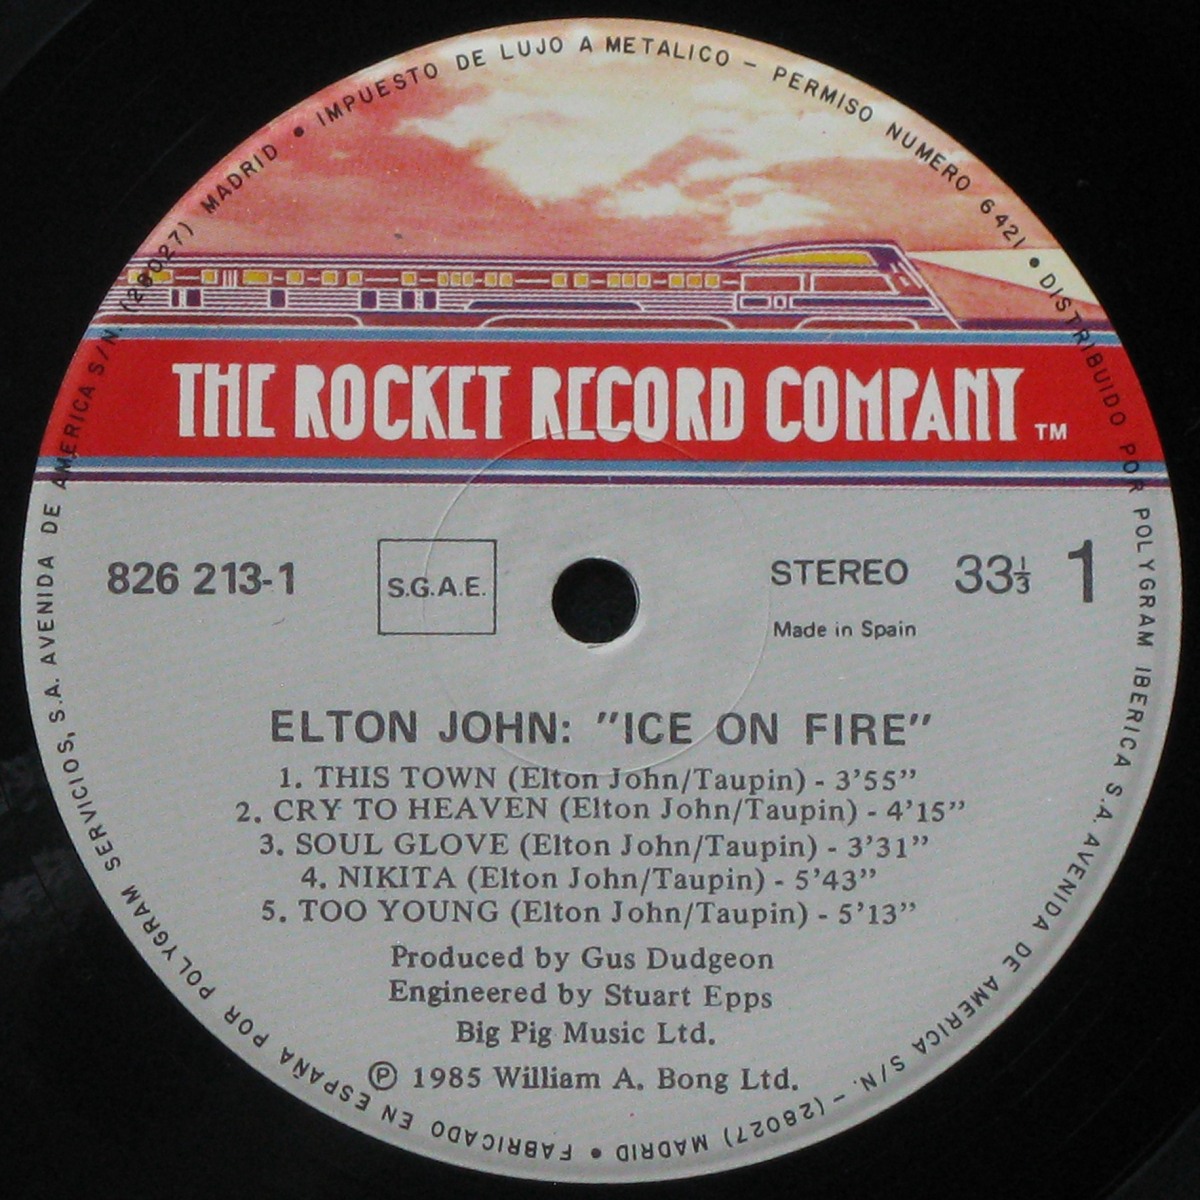 IMPUESTO DE LUJO A METALICO – PERMISO NUMERO 6421 • DISTRIBUIDO POR POLYGRAM IBERICA S.A. AVENIDA DE AMERICA S/N. – (28027) MADRID • FABRICADO EN ESPAÑA POR POLYGRAM SERVICIOS, S.A. AVENIDA DE AMERICA S/N. (28027) MADRID •
THE ROCKET RECORD COMPANY TM
826 213-1
S.G.A.E.
STEREO 33⅓ 1
Made in Spain
ELTON JOHN: "ICE ON FIRE"
1. THIS TOWN (Elton John/Taupin) - 3'55"
2. CRY TO HEAVEN (Elton John/Taupin) - 4'15"
3. SOUL GLOVE (Elton John/Taupin) - 3'31"
4. NIKITA (Elton John/Taupin) - 5'43"
5. TOO YOUNG (Elton John/Taupin) - 5'13"
Produced by Gus Dudgeon
Engineered by Stuart Epps
Big Pig Music Ltd.
Ⓟ 1985 William A. Bong Ltd.